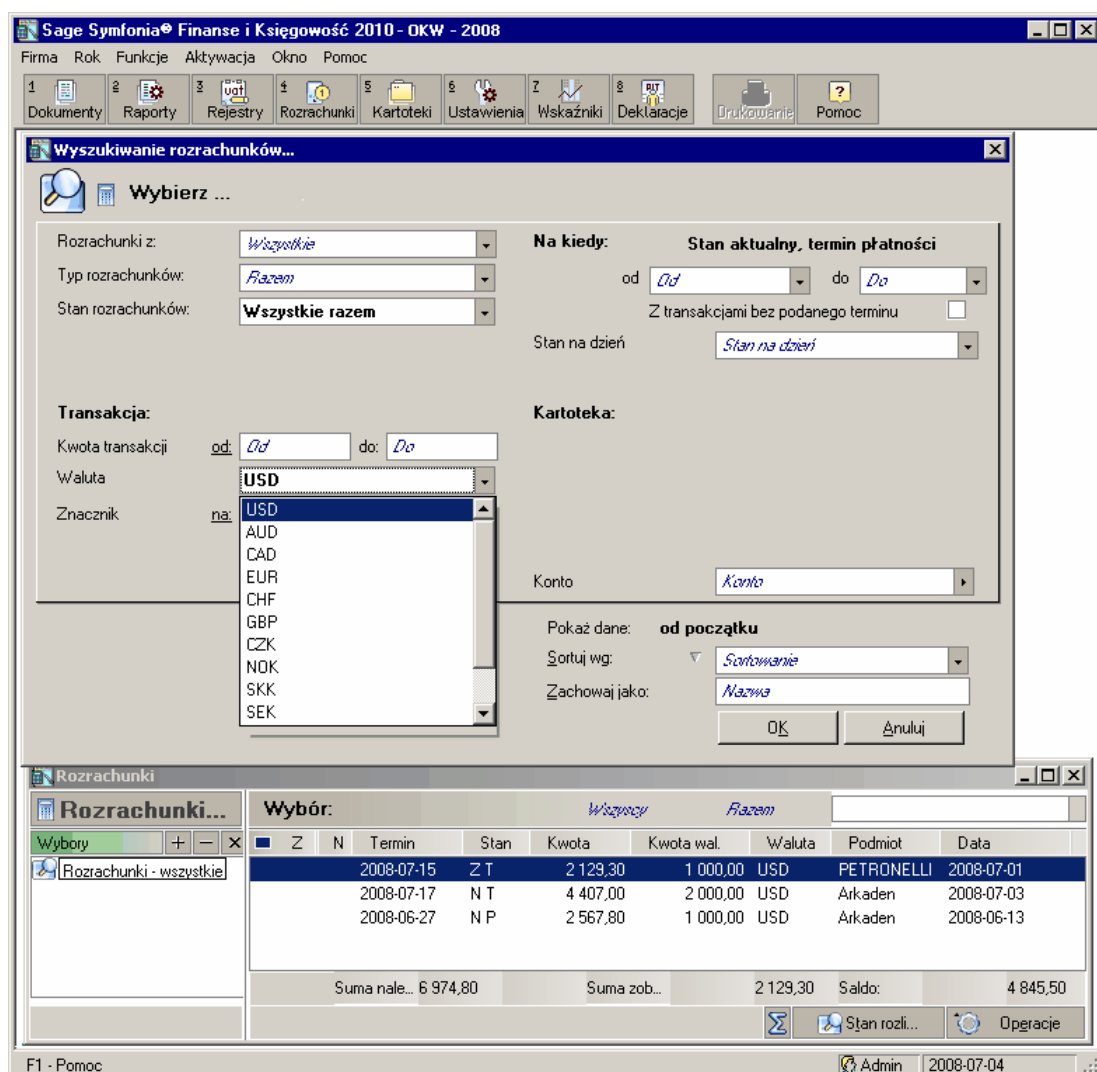 Sage Symfonia® Finanse i Księgowość 2010 - OKW - 2008
Firma Rok Funkcje Aktywacja Okno Pomoc
1 2 3 4 5 6 7 8
Dokumenty Raporty Rejestry Rozrachunki Kartoteki Ustawienia Wskaźniki Deklaracje Drukowanie Pomoc
Wyszukiwanie rozrachunków...
Wybierz ...
Rozrachunki z: Wszystkie Na kiedy: Stan aktualny, termin płatności
Typ rozrachunków: Razem od Od do Do
Stan rozrachunków: Wszystkie razem Z transakcjami bez podanego terminu
Stan na dzień Stan na dzień
Transakcja: Kartoteka:
Kwota transakcji od: Od do: Do
Waluta USD
Znacznik na: USD
AUD
CAD
EUR Konto Konto
CHF
GBP Pokaż dane: od początku
CZK Sortuj wg: Sortowanie
NOK
SKK Zachowaj jako: Nazwa
SEK OK Anuluj
Rozrachunki
Rozrachunki... Wybór: Wszyscy Razem
Wybory + − x Z N Termin Stan Kwota Kwota wal. Waluta Podmiot Data
Rozrachunki - wszystkie 2008-07-15 Z T 2 129,30 1 000,00 USD PETRONELLI 2008-07-01
2008-07-17 N T 4 407,00 2 000,00 USD Arkaden 2008-07-03
2008-06-27 N P 2 567,80 1 000,00 USD Arkaden 2008-06-13
Suma nale... 6 974,80 Suma zob... 2 129,30 Saldo: 4 845,50
Σ Stan rozli... Operacje
F1 - Pomoc Admin 2008-07-04